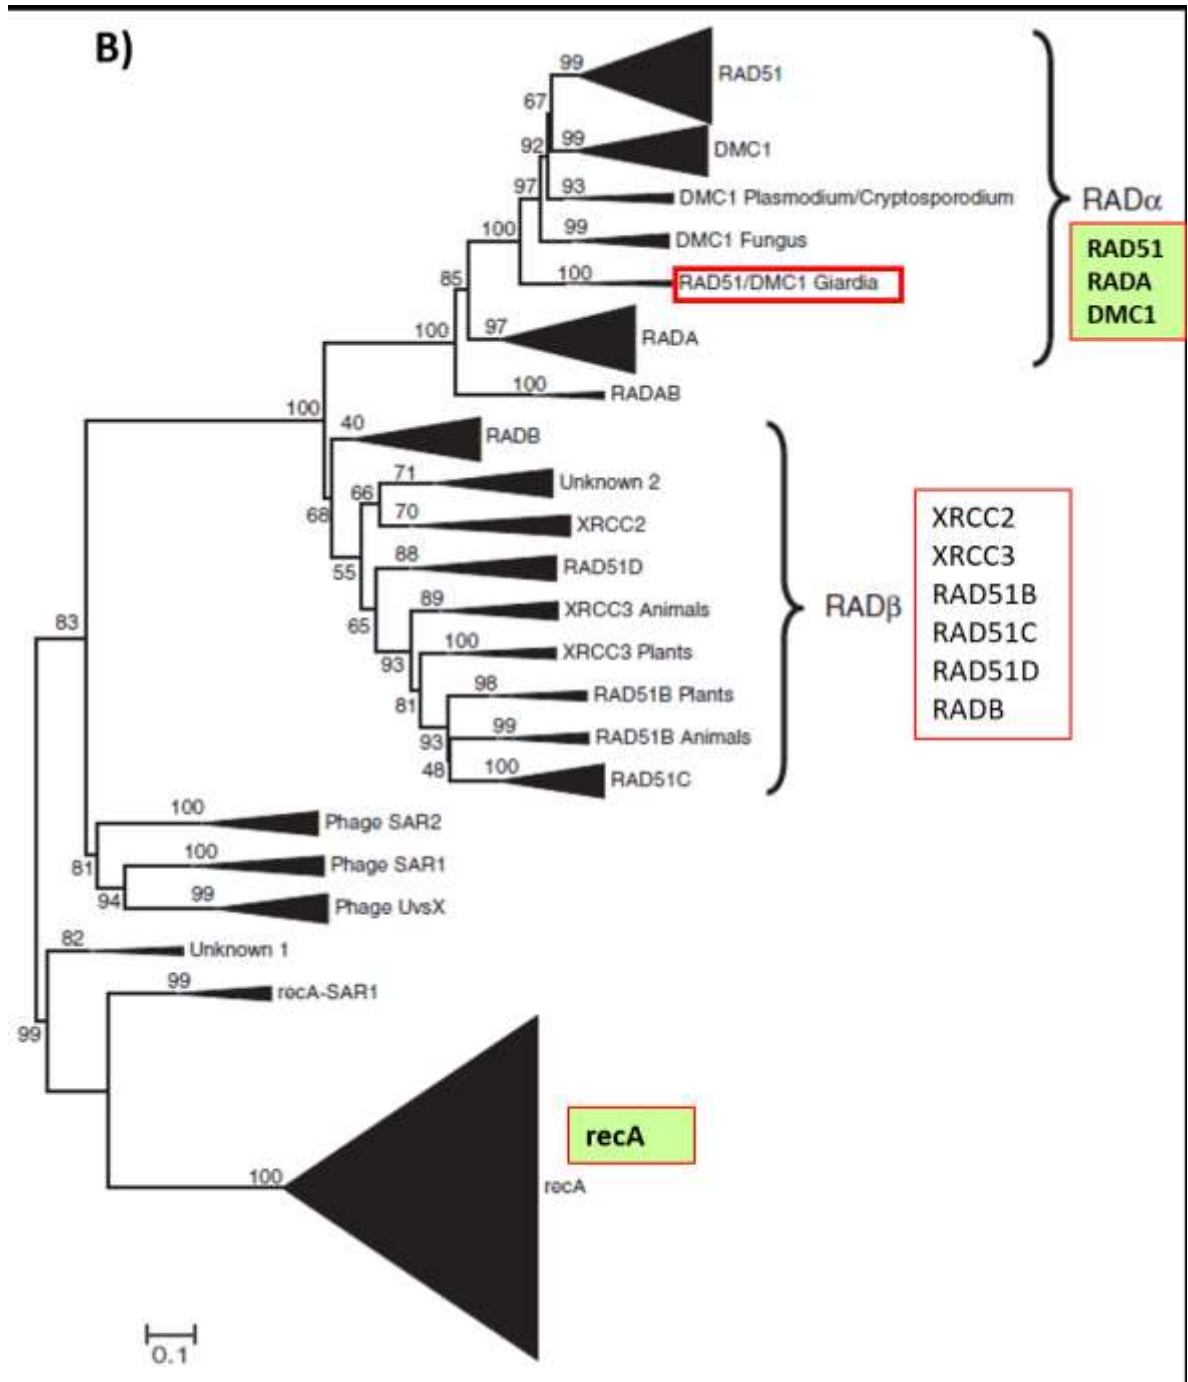 B)
99
RAD51
67
99
DMC1
92
93
DMC1 Plasmodium/Cryptosporodium
97
99
DMC1 Fungus
100
100
RAD51/DMC1 Giardia
85
97
RADA
100
100
RADAB
RADα
RAD51
RADA
DMC1
100
40
RADB
71
Unknown 2
66
70
XRCC2
68
88
RAD51D
55
89
XRCC3 Animals
65
100
XRCC3 Plants
93
98
RAD51B Plants
81
99
RAD51B Animals
93
100
RAD51C
48
RADβ
XRCC2
XRCC3
RAD51B
RAD51C
RAD51D
RADB
83
100
Phage SAR2
81
100
Phage SAR1
94
99
Phage UvsX
82
Unknown 1
99
recA-SAR1
99
recA
100
recA
0.1